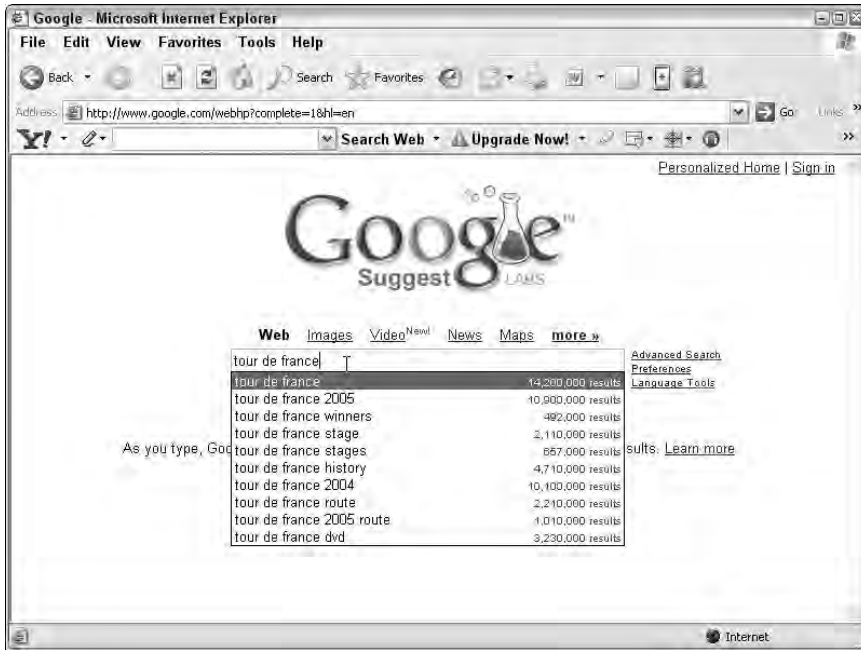 Google - Microsoft Internet Explorer
File Edit View Favorites Tools Help
Back Search Favorites
Address http://www.google.com/webhp?complete=1&hl=en Go Links »
Y! Search Web Upgrade Now! »
Personalized Home | Sign in
Google TM
Suggest LABS
Web Images Video New! News Maps more »
tour de france
Advanced Search
Preferences
Language Tools
tour de france 14,200,000 results
tour de france 2005 10,900,000 results
tour de france winners 492,000 results
tour de france stage 2,110,000 results
tour de france stages 657,000 results
tour de france history 4,710,000 results
tour de france 2004 10,100,000 results
tour de france route 2,210,000 results
tour de france 2005 route 1,010,000 results
tour de france dvd 3,230,000 results
As you type, Goo sults. Learn more
Internet